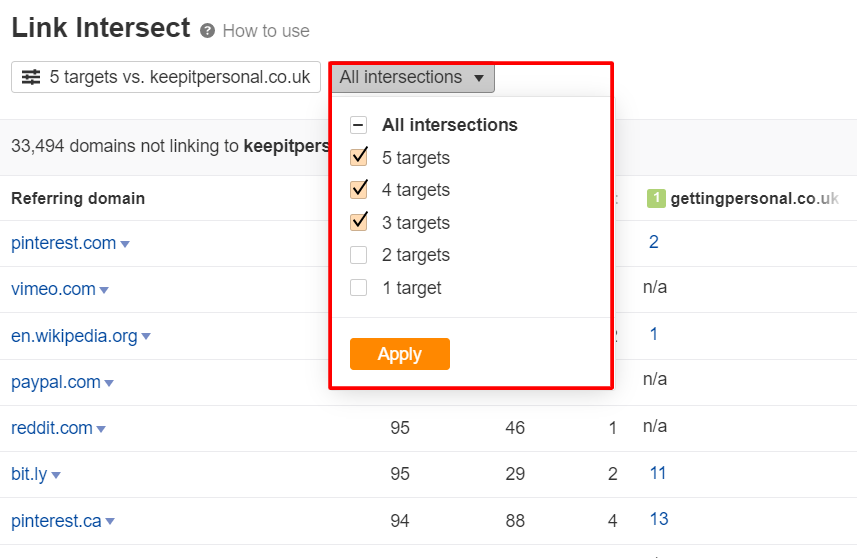 Link Intersect ? How to use
5 targets vs. keepitpersonal.co.uk All intersections
All intersections
5 targets
4 targets
3 targets
2 targets
1 target
Apply
33,494 domains not linking to keepitpers
Referring domain 1 gettingpersonal.co.uk
pinterest.com 2
vimeo.com n/a
en.wikipedia.org 1
paypal.com n/a
reddit.com 95 46 1 n/a
bit.ly 95 29 2 11
pinterest.ca 94 88 4 13